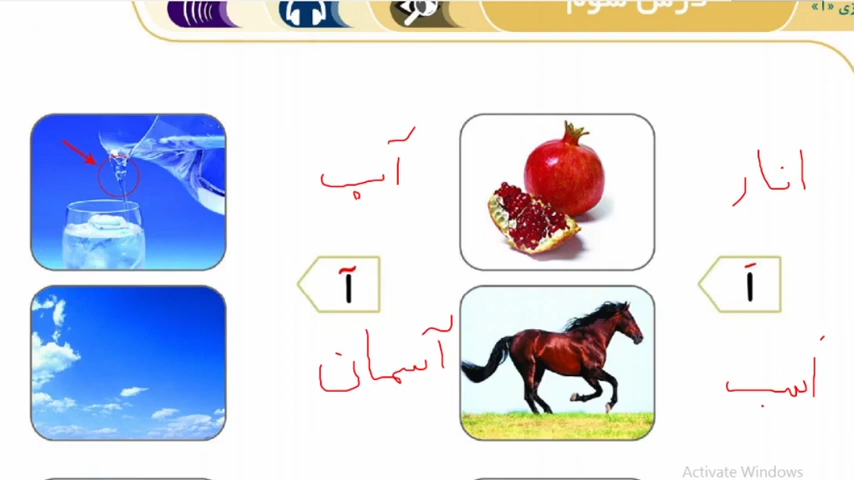 درس سوم
«آ»
انار
آب
اَ
آ
اَسب
آسمان
Activate Windows